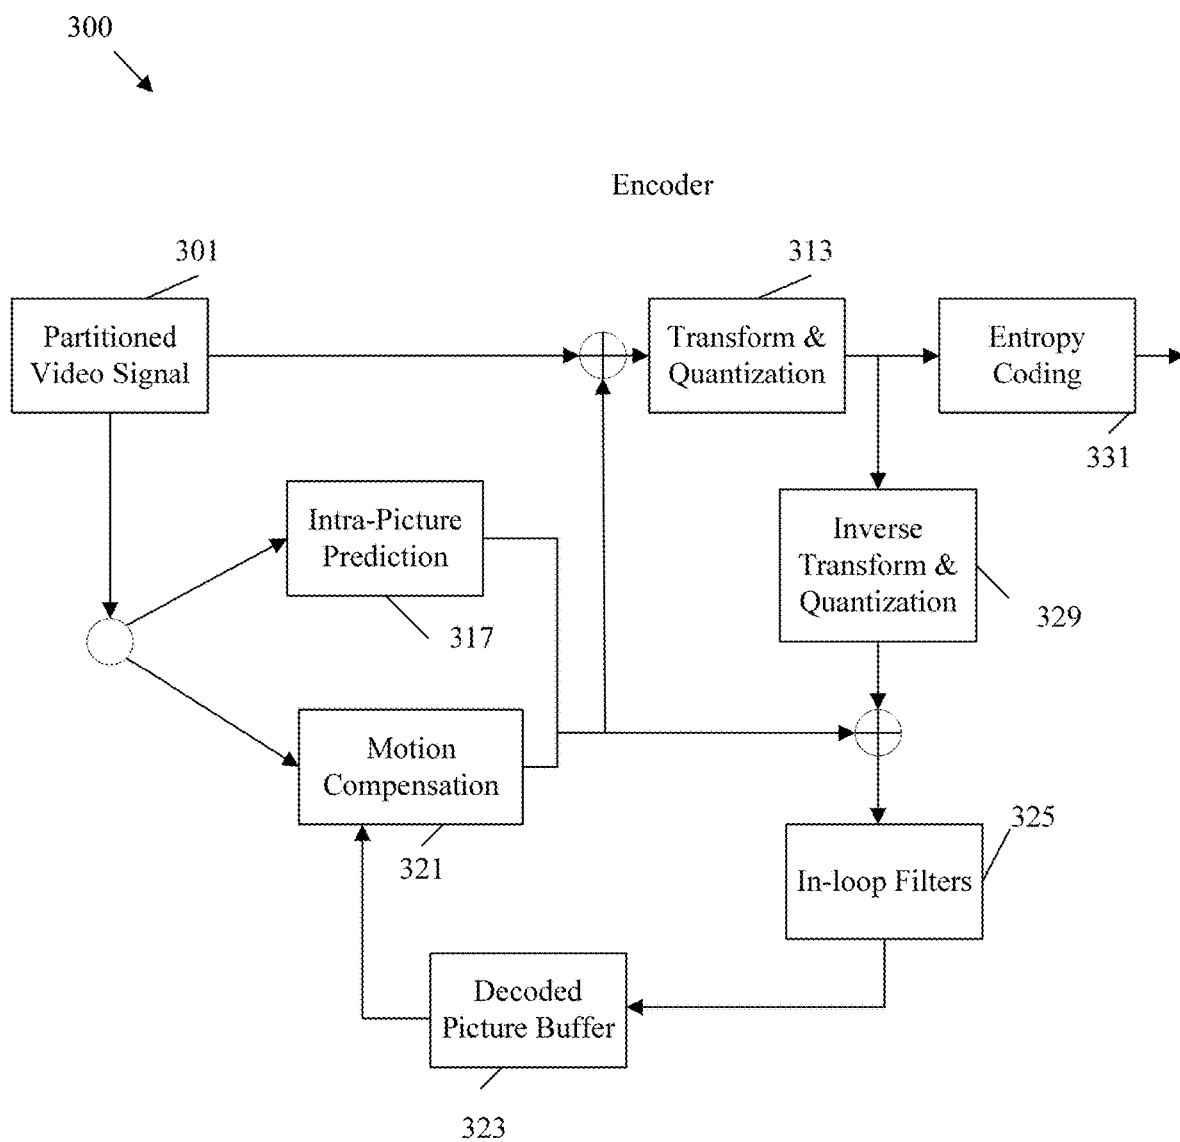 300
Encoder
301
313
Partitioned
Video Signal
Transform &
Quantization
Entropy
Coding
331
Intra-Picture
Prediction
317
Inverse
Transform &
Quantization
329
Motion
Compensation
321
325
In-loop Filters
Decoded
Picture Buffer
323